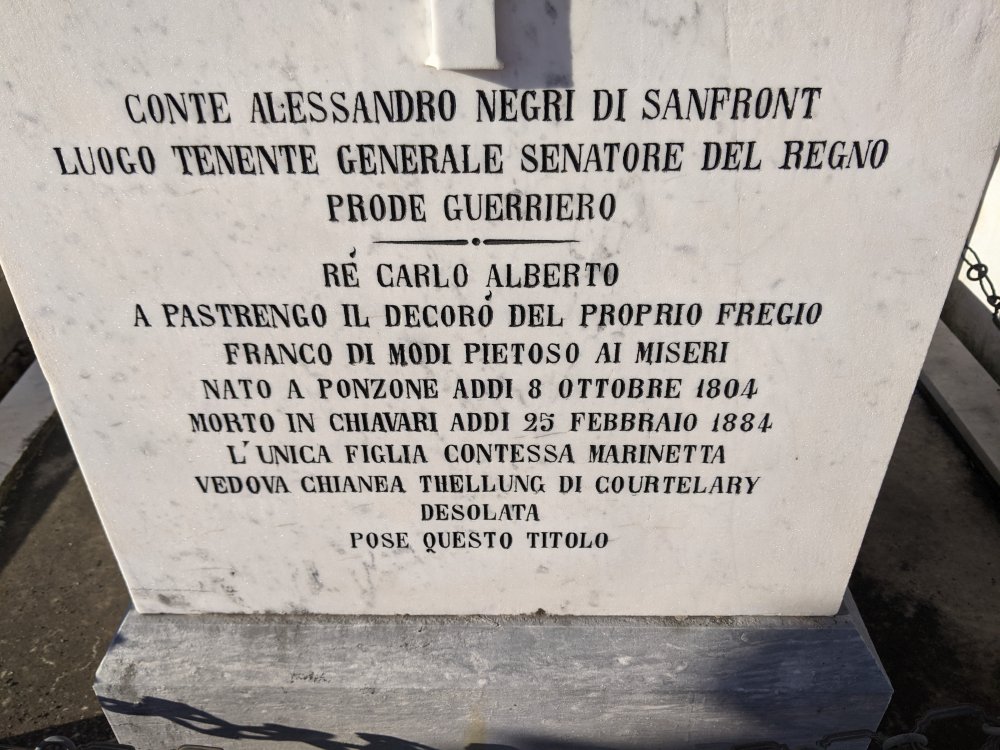 CONTE ALESSANDRO NEGRI DI SANFRONT
LUOGO TENENTE GENERALE SENATORE DEL REGNO
PRODE GUERRIERO
RÉ CARLO ALBERTO
A PASTRENGO IL DECORÓ DEL PROPRIO FREGIO
FRANCO DI MODI PIETOSO AI MISERI
NATO A PONZONE ADDI 8 OTTOBRE 1804
MORTO IN CHIAVARI ADDI 25 FEBBRAIO 1884
L'UNICA FIGLIA CONTESSA MARINETTA
VEDOVA CHIANEA THELLUNG DI COURTELARY
DESOLATA
POSE QUESTO TITOLO